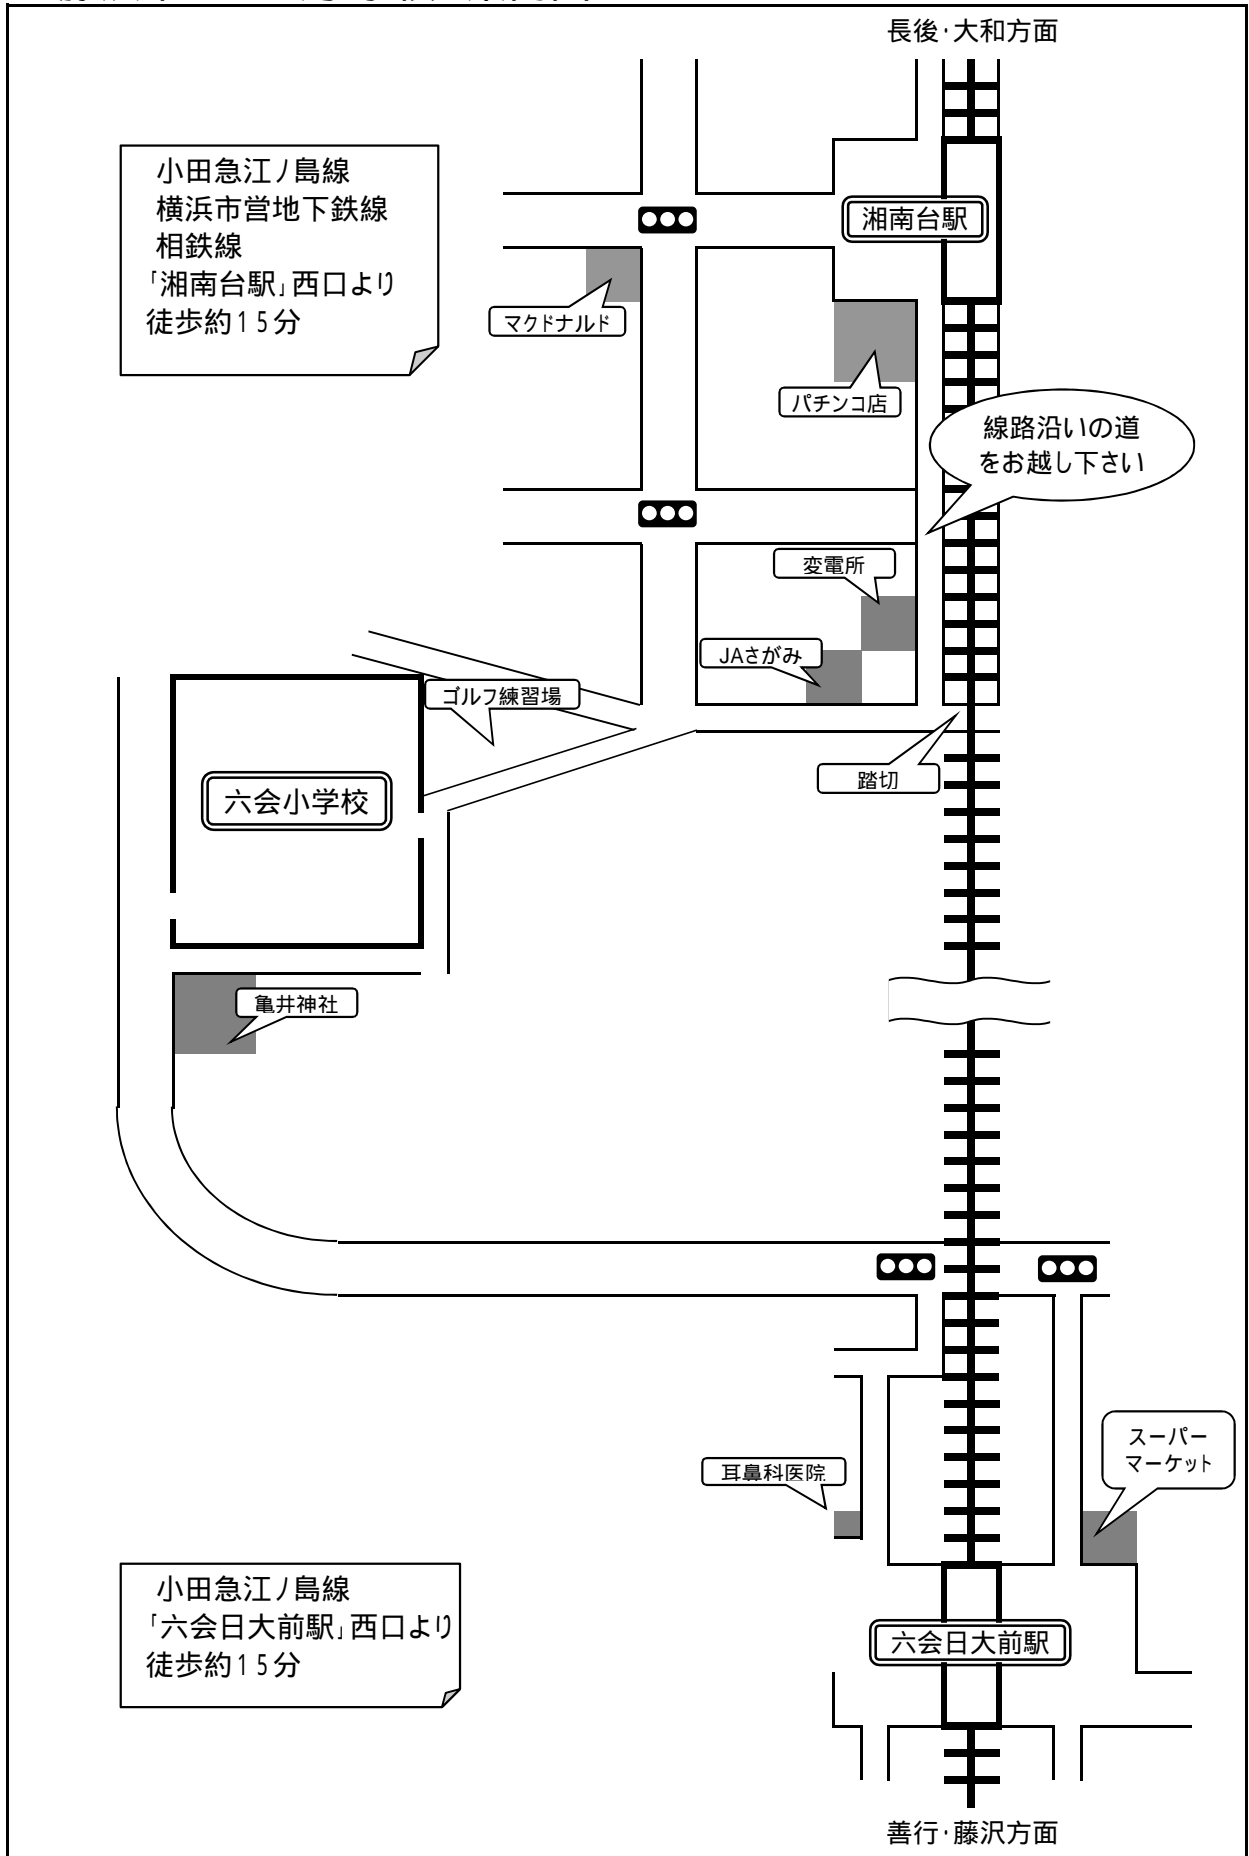 長後・大和方面
小田急江ノ島線
横浜市営地下鉄線
相鉄線
「湘南台駅」西口より
徒歩約15分
湘南台駅
マクドナルド
パチンコ店
線路沿いの道
をお越し下さい
変電所
JAさがみ
ゴルフ練習場
踏切
六会小学校
亀井神社
スーパー
マーケット
耳鼻科医院
小田急江ノ島線
「六会日大前駅」西口より
徒歩約15分
六会日大前駅
善行・藤沢方面